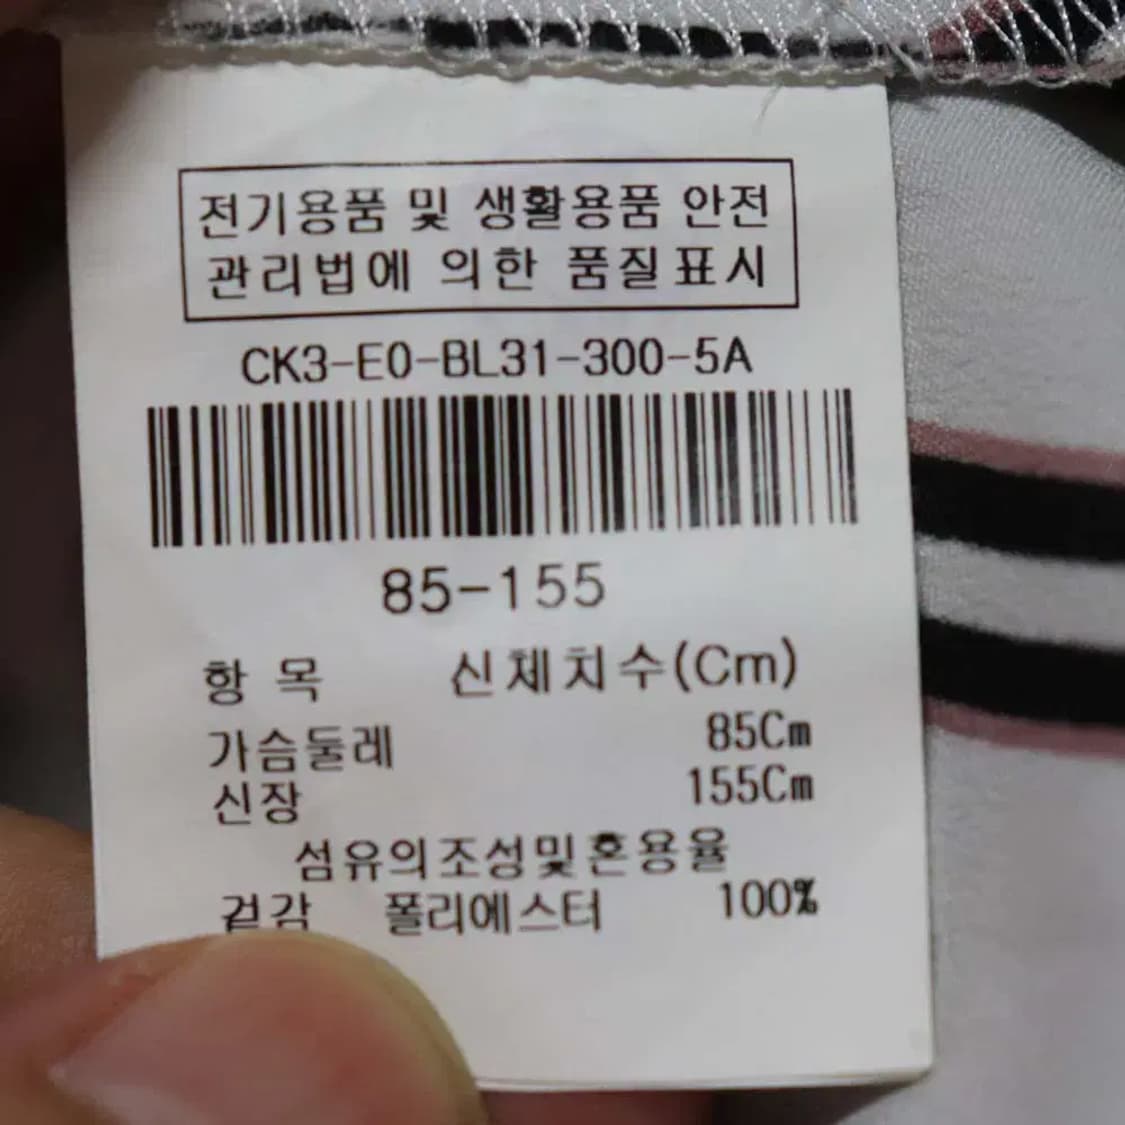 전기용품 및 생활용품 안전
관리법에 의한 품질표시
CK3-E0-BL31-300-5A
85-155
항 목 신체치수(Cm)
가슴둘레 85Cm
신장 155Cm
섬유의조성및혼용율
겉감 폴리에스터 100%